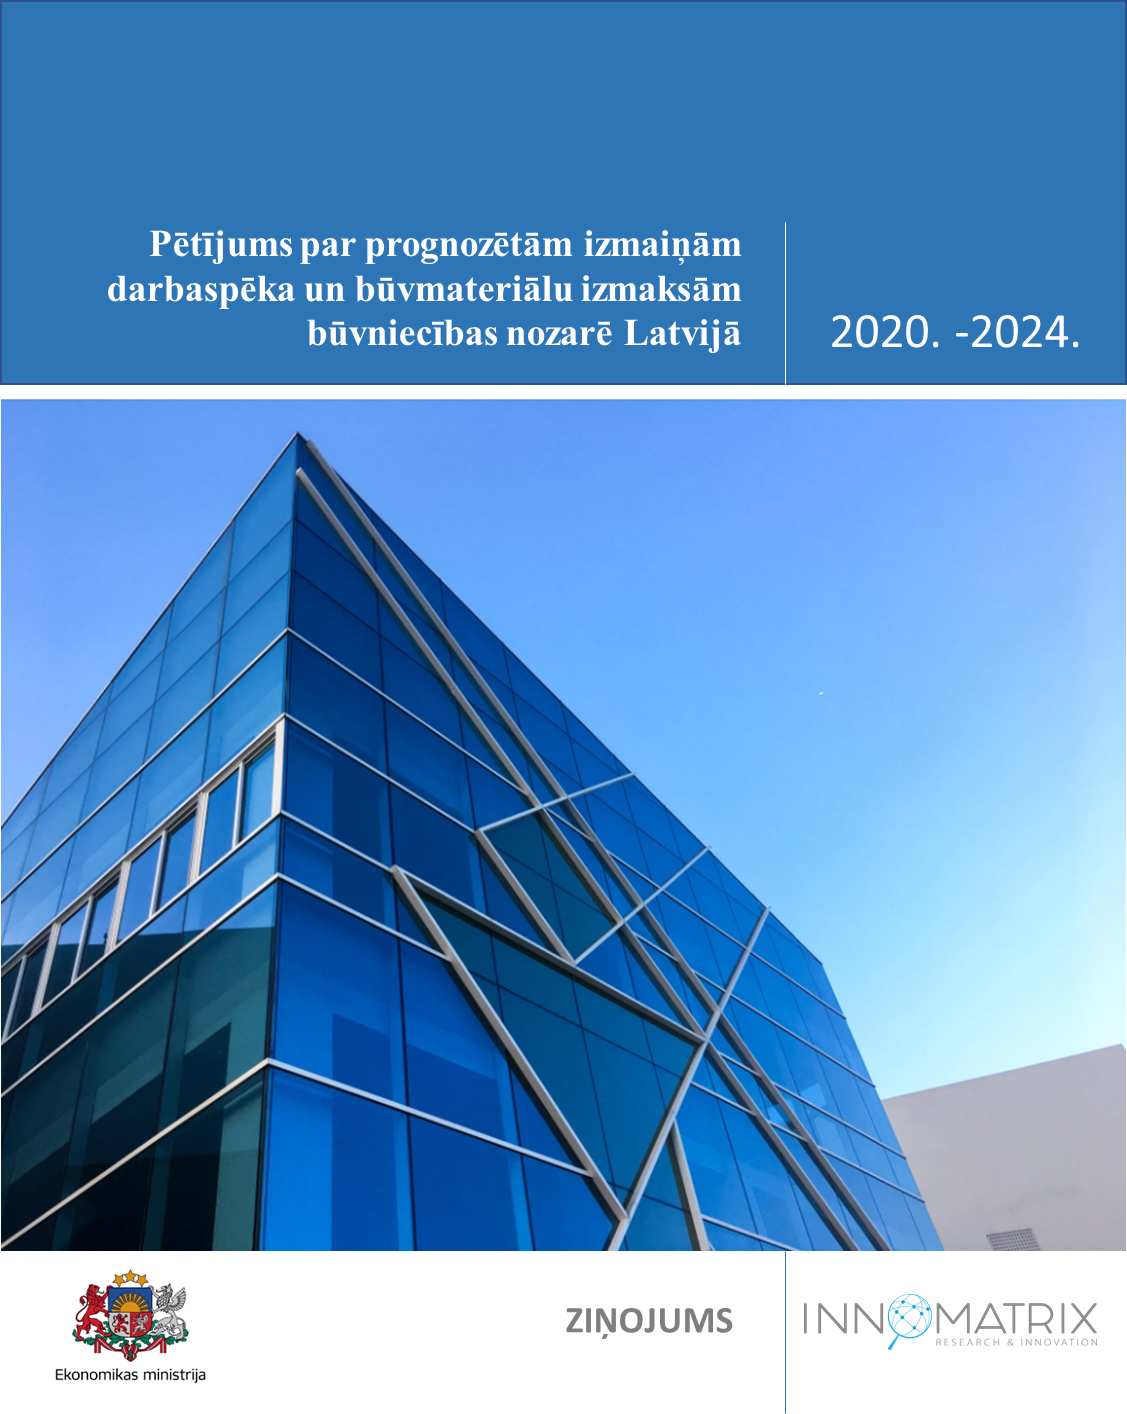 Pētījums par prognozētām izmaiņām
darbaspēka un būvmateriālu izmaksām
būvniecības nozarē Latvijā
2020. -2024.
Ekonomikas ministrija
ZIŅOJUMS
INNOMATRIX
RESEARCH & INNOVATION